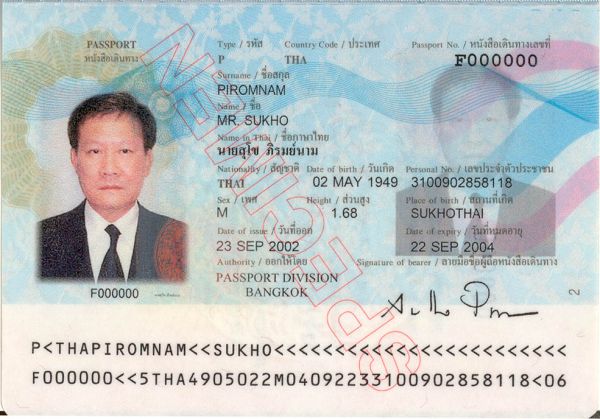 PASSPORT
หนังสือเดินทาง
Type / รหัส Country Code / ประเทศ Passport No. / หนังสือเดินทางเลขที่
P THA F000000
Surname / ชื่อสกุล
PIROMNAM
Name / ชื่อ
MR. SUKHO
Name in Thai / ชื่อภาษาไทย
นายสุโข ภิรมย์นาม
Nationality / สัญชาติ Date of birth / วันเกิด Personal No. / เลขประจำตัวประชาชน
THAI 02 MAY 1949 3100902858118
Sex / เพศ Height / ส่วนสูง Place of birth / สถานที่เกิด
M 1.68 SUKHOTHAI
Date of issue / วันที่ออก Date of expiry / วันที่หมดอายุ
23 SEP 2002 22 SEP 2004
Authority / ออกให้โดย Signature of bearer / ลายมือชื่อผู้ถือหนังสือเดินทาง
PASSPORT DIVISION
BANGKOK
F000000
2
SPECIMEN
P<THAPIROMNAM<<SUKHO<<<<<<<<<<<<<<<<<<<<<<<<
F000000<<5THA4905022M04092233100902858118<06